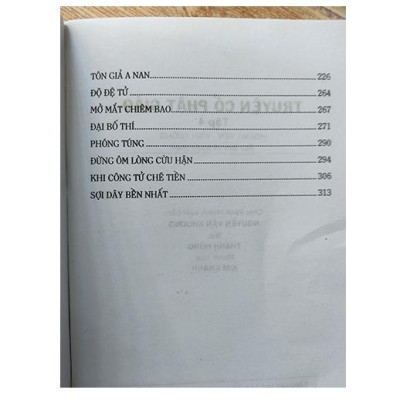 TÔN GIẢ A NAN 226
ĐỘ ĐỆ TỬ 264
MỞ MẮT CHIÊM BAO 267
ĐẠI BỐ THÍ 271
PHÓNG TÚNG 290
ĐỪNG ÔM LÒNG CỪU HẬN 294
KHI CÔNG TỬ CHÊ TIỀN 306
SỢI DÂY BỀN NHẤT 313